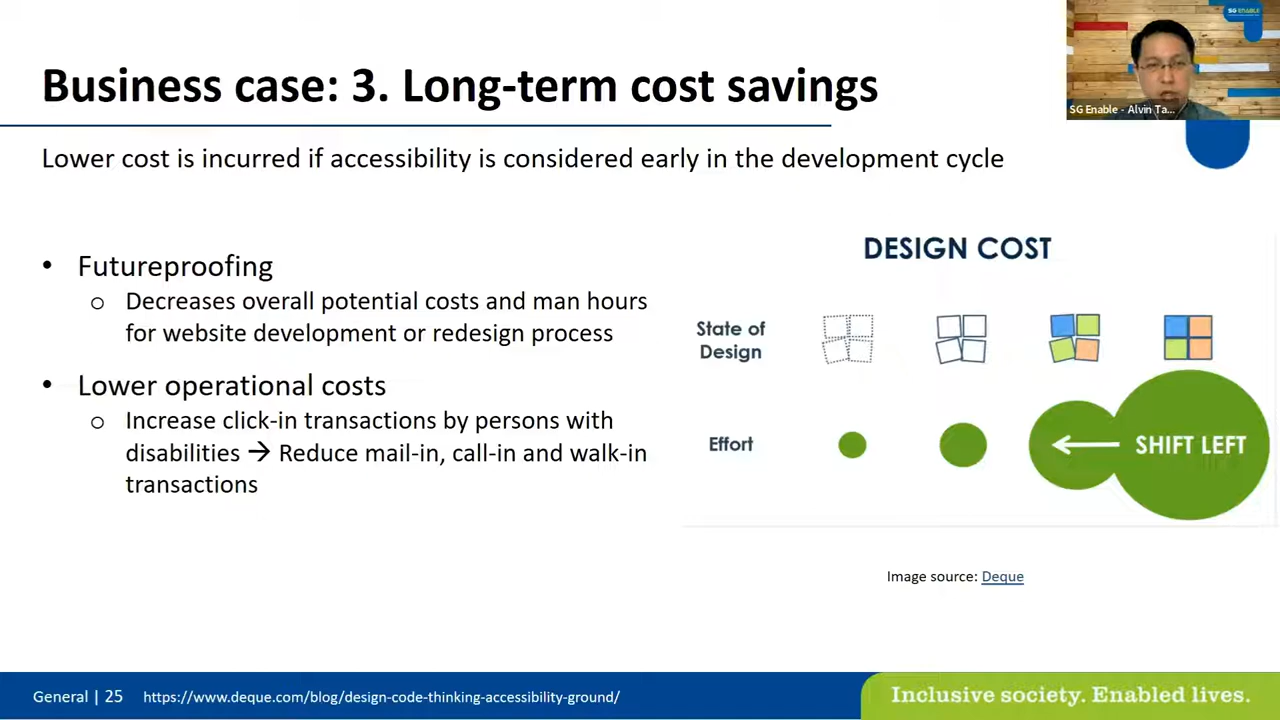 SG ENABLE
SG Enable - Alvin Ta...
Business case: 3. Long-term cost savings
Lower cost is incurred if accessibility is considered early in the development cycle
• Futureproofing
o Decreases overall potential costs and man hours
for website development or redesign process
• Lower operational costs
o Increase click-in transactions by persons with
disabilities → Reduce mail-in, call-in and walk-in
transactions
DESIGN COST
State of
Design
Effort
SHIFT LEFT
Image source: Deque
General | 25 https://www.deque.com/blog/design-code-thinking-accessibility-ground/
Inclusive society. Enabled lives.